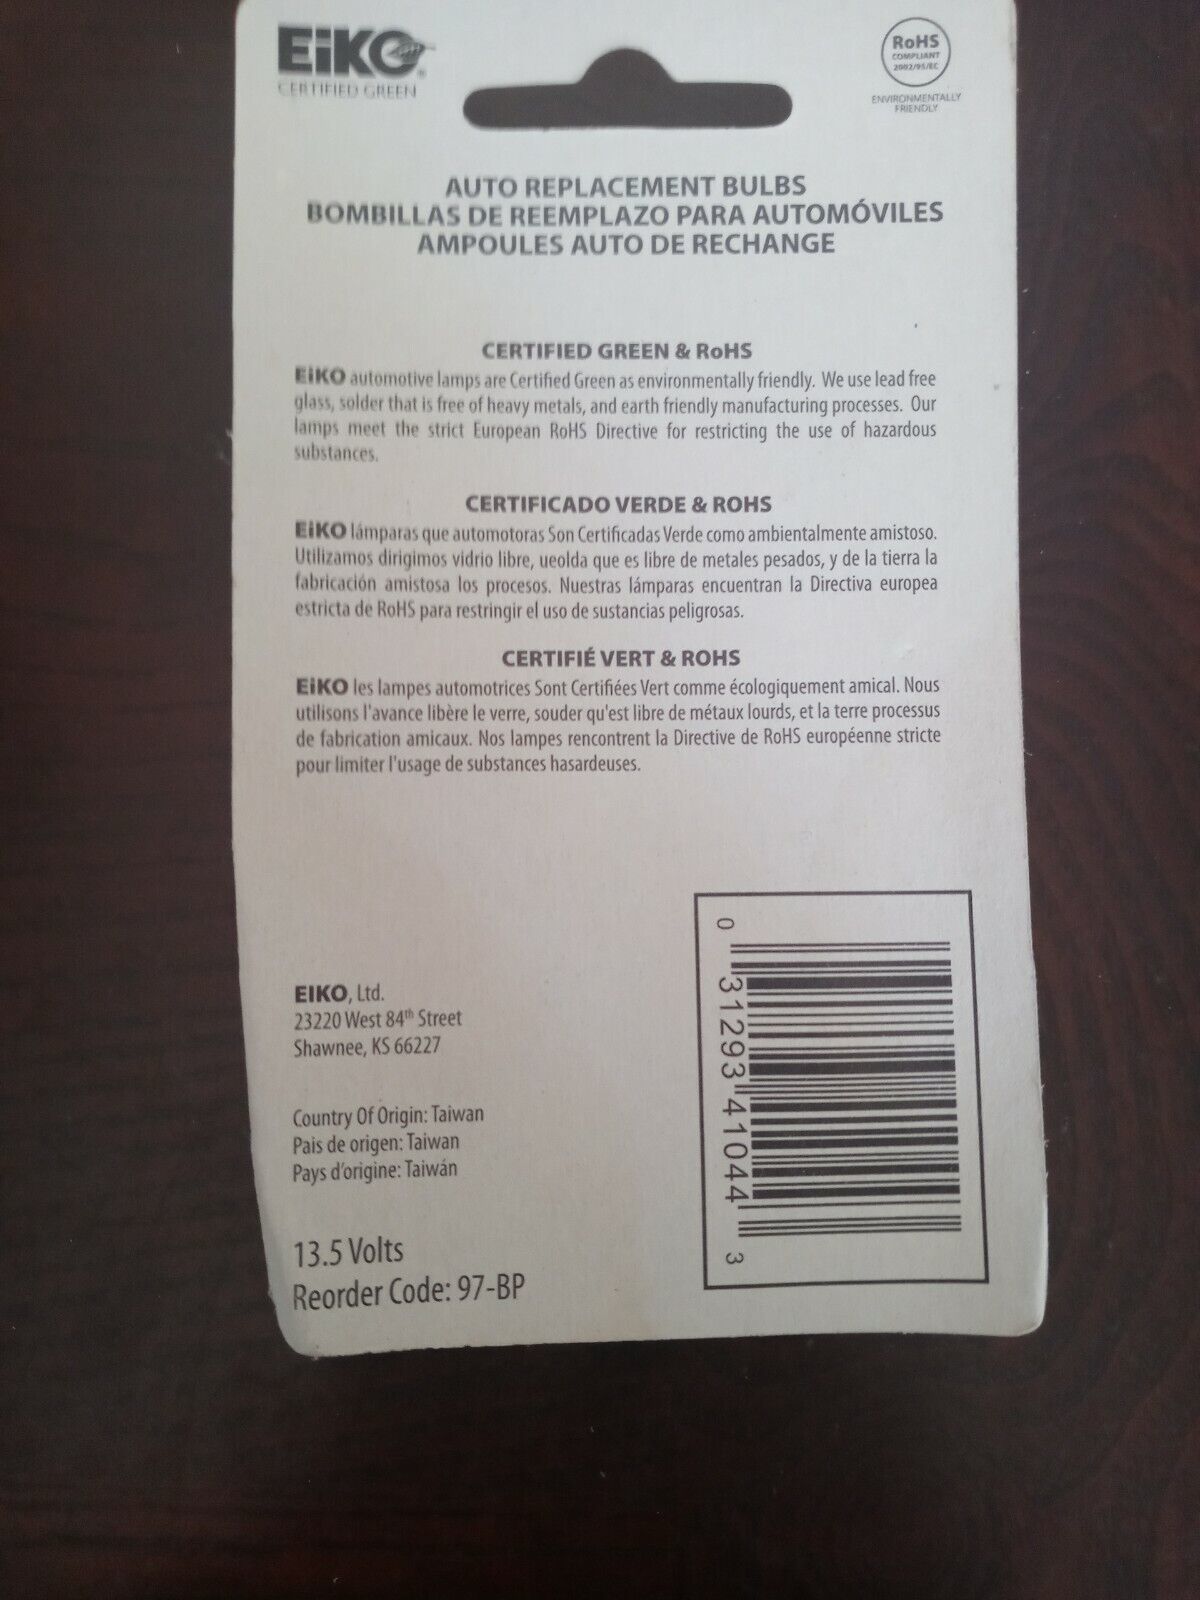 EiKO®
CERTIFIED GREEN
RoHS
COMPLIANT
2002/95/EC
ENVIRONMENTALLY
FRIENDLY
AUTO REPLACEMENT BULBS
BOMBILLAS DE REEMPLAZO PARA AUTOMÓVILES
AMPOULES AUTO DE RECHANGE
CERTIFIED GREEN & RoHS
EiKO automotive lamps are Certified Green as environmentally friendly. We use lead free
glass, solder that is free of heavy metals, and earth friendly manufacturing processes. Our
lamps meet the strict European RoHS Directive for restricting the use of hazardous
substances.
CERTIFICADO VERDE & ROHS
EiKO lámparas que automotoras Son Certificadas Verde como ambientalmente amistoso.
Utilizamos dirigimos vidrio libre, ueolda que es libre de metales pesados, y de la tierra la
fabricación amistosa los procesos. Nuestras lámparas encuentran la Directiva europea
estricta de RoHS para restringir el uso de sustancias peligrosas.
CERTIFIÉ VERT & ROHS
EiKO les lampes automotrices Sont Certifiées Vert comme écologiquement amical. Nous
utilisons l'avance libère le verre, souder qu'est libre de métaux lourds, et la terre processus
de fabrication amicaux. Nos lampes rencontrent la Directive de RoHS européenne stricte
pour limiter l'usage de substances hasardeuses.
EIKO, Ltd.
23220 West 84th Street
Shawnee, KS 66227
Country Of Origin: Taiwan
Pais de origen: Taiwan
Pays d'origine: Taiwán
13.5 Volts
Reorder Code: 97-BP
0 31293 41044 3